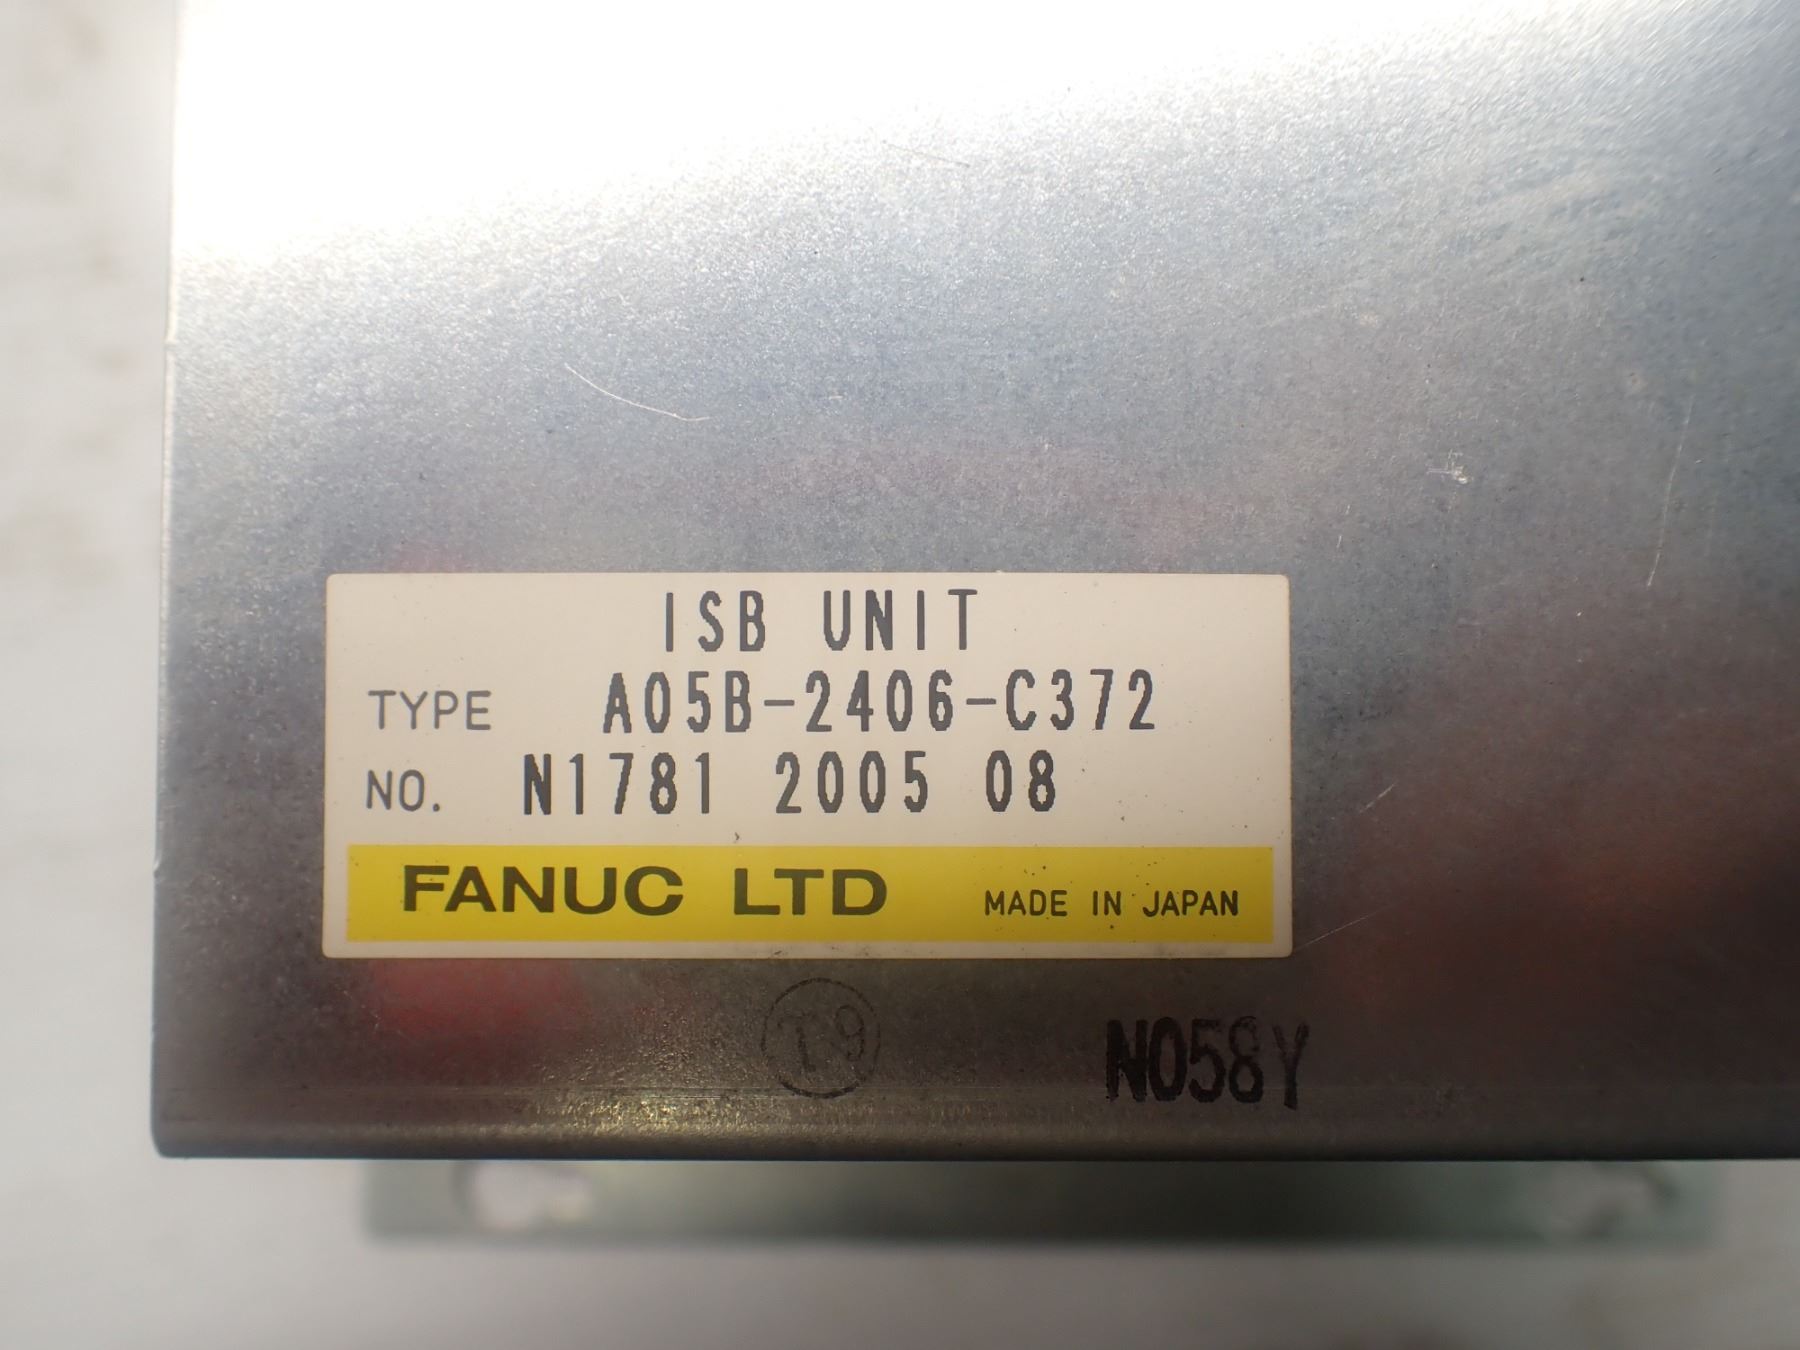 ISB UNIT
TYPE A05B-2406-C372
NO. N1781 2005 08
FANUC LTD MADE IN JAPAN
T9
N058Y